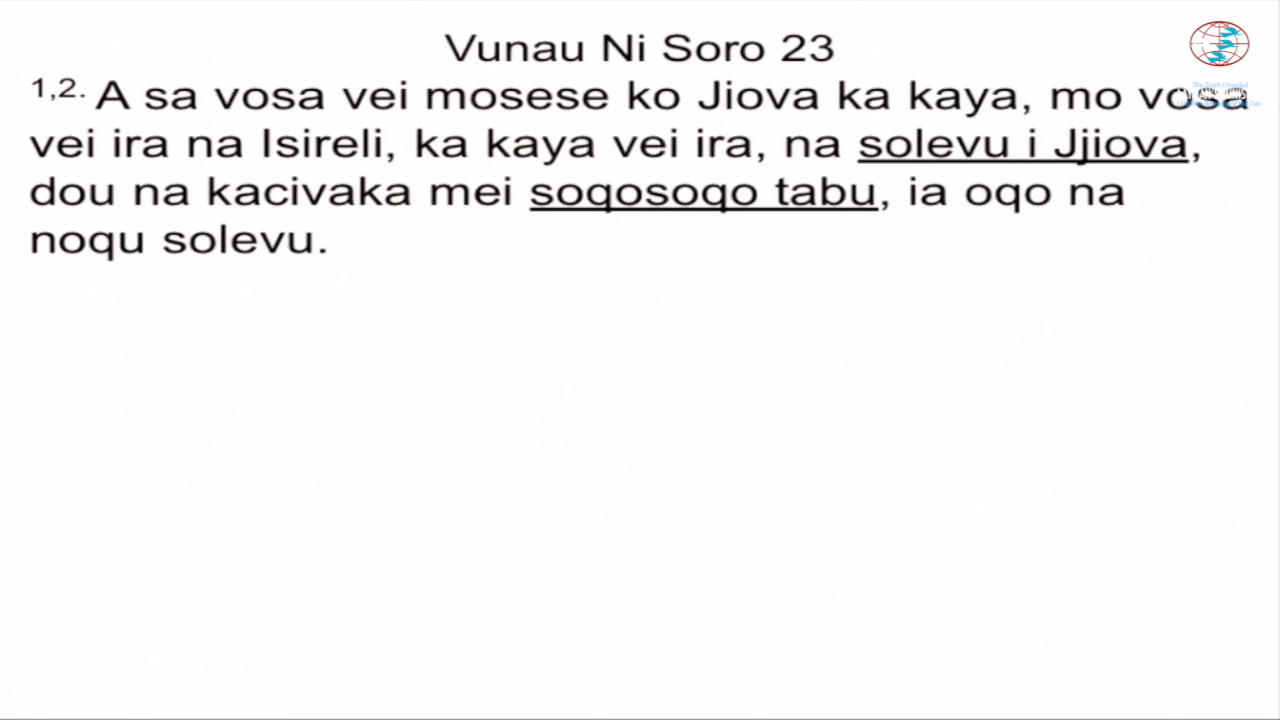 Vunau Ni Soro 23
1,2. A sa vosa vei mosese ko Jiova ka kaya, mo vosa
vei ira na Isireli, ka kaya vei ira, na solevu i Jjiova,
dou na kacivaka mei soqosoqo tabu, ia oqo na
noqu solevu.